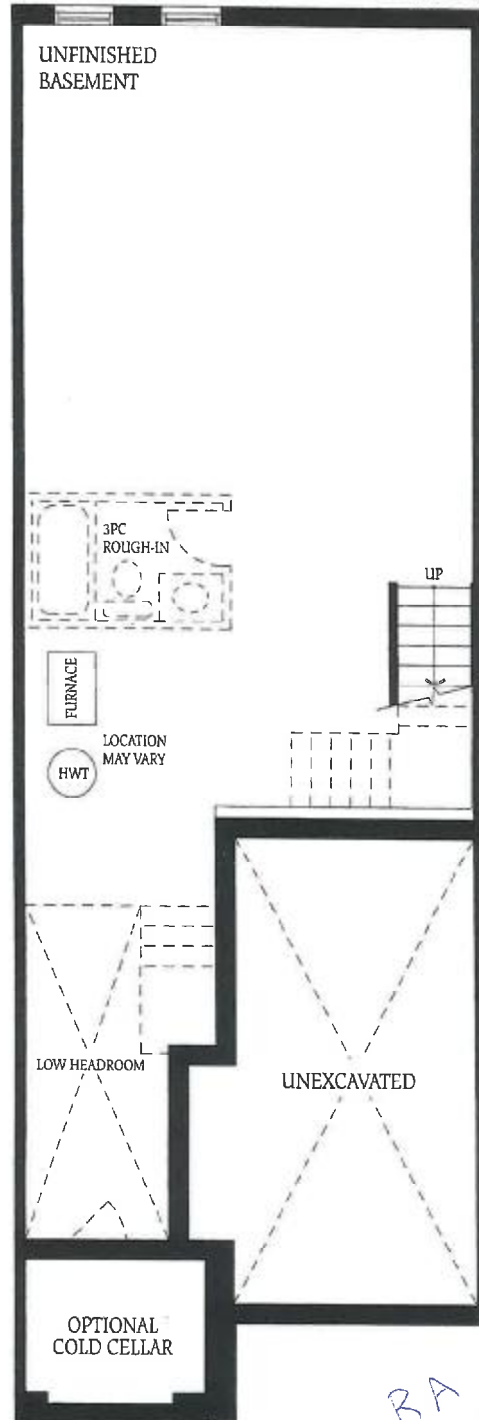 UNFINISHED
BASEMENT
3PC
ROUGH-IN
UP
FURNACE
LOCATION
MAY VARY
HWT
LOW HEADROOM
UNEXCAVATED
OPTIONAL
COLD CELLAR
RA